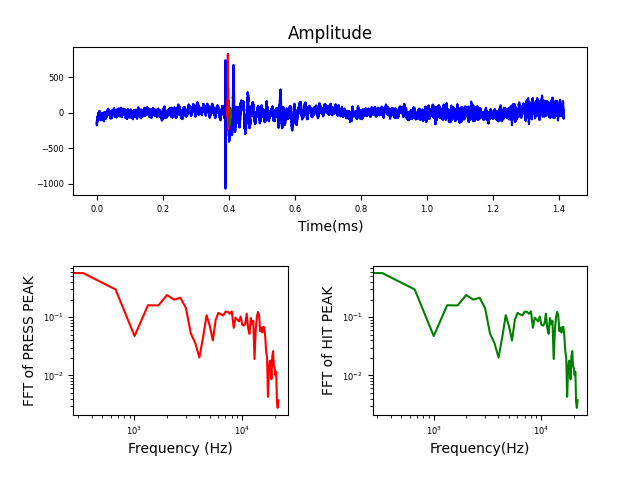 Amplitude
500
0
−500
−1000
0.0 0.2 0.4 0.6 0.8 1.0 1.2 1.4
Time(ms)
FFT of PRESS PEAK
10⁻¹
10⁻²
10³ 10⁴
Frequency (Hz)
FFT of HIT PEAK
10⁻¹
10⁻²
10³ 10⁴
Frequency(Hz)